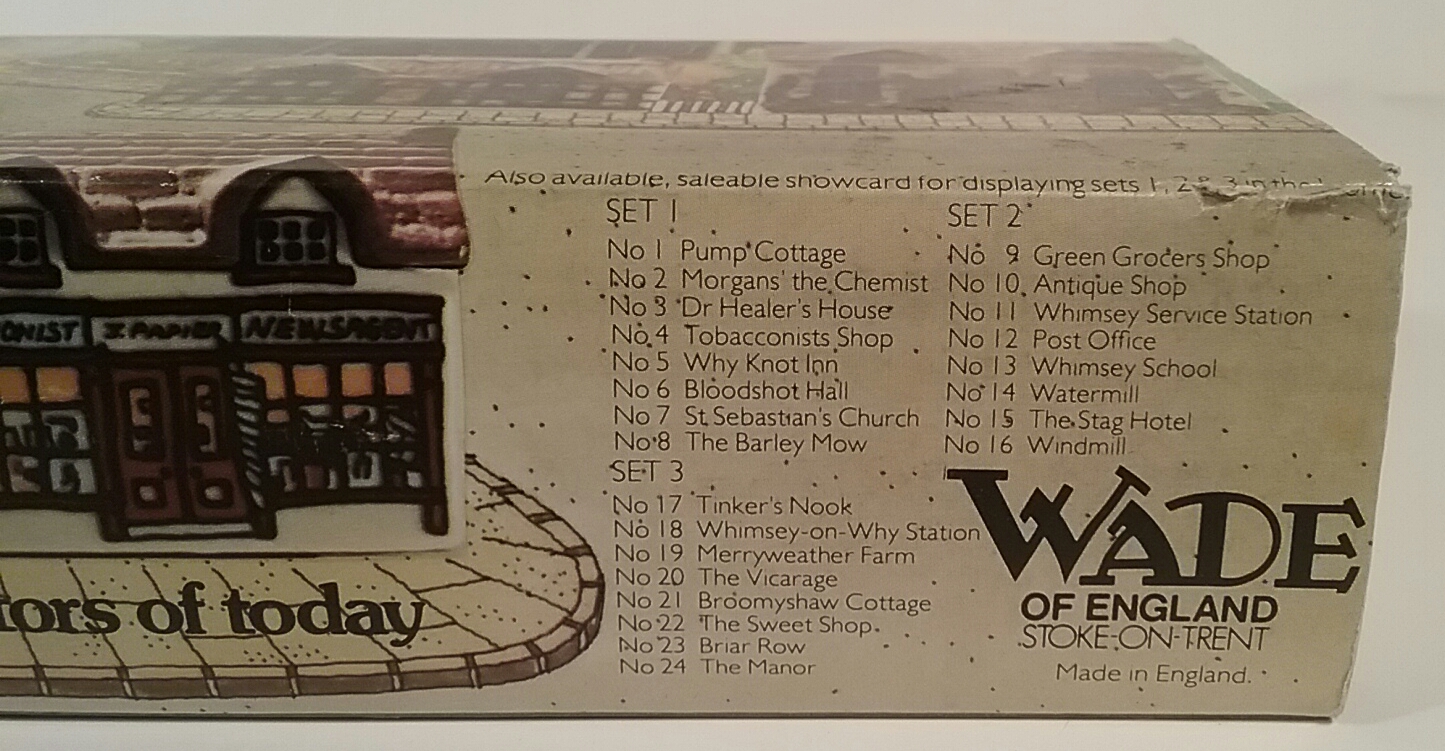 Also available, saleable showcard for displaying sets 1, 2 & 3 in the
SET 1
No 1 Pump Cottage
No 2 Morgans' the Chemist
No 3 Dr Healer's House
No 4 Tobacconists Shop
No 5 Why Knot Inn
No 6 Bloodshot Hall
No 7 St. Sebastian's Church
No 8 The Barley Mow
SET 2
No 9 Green Grocers Shop
No 10 Antique Shop
No 11 Whimsey Service Station
No 12 Post Office
No 13 Whimsey School
No 14 Watermill
No 15 The Stag Hotel
No 16 Windmill
SET 3
No 17 Tinker's Nook
No 18 Whimsey-on-Why Station
No 19 Merryweather Farm
No 20 The Vicarage
No 21 Broomyshaw Cottage
No 22 The Sweet Shop
No 23 Briar Row
No 24 The Manor
WADE
OF ENGLAND
STOKE-ON-TRENT
Made in England.
ONIST Z.PAPIER NEWSAGENT
tors of today